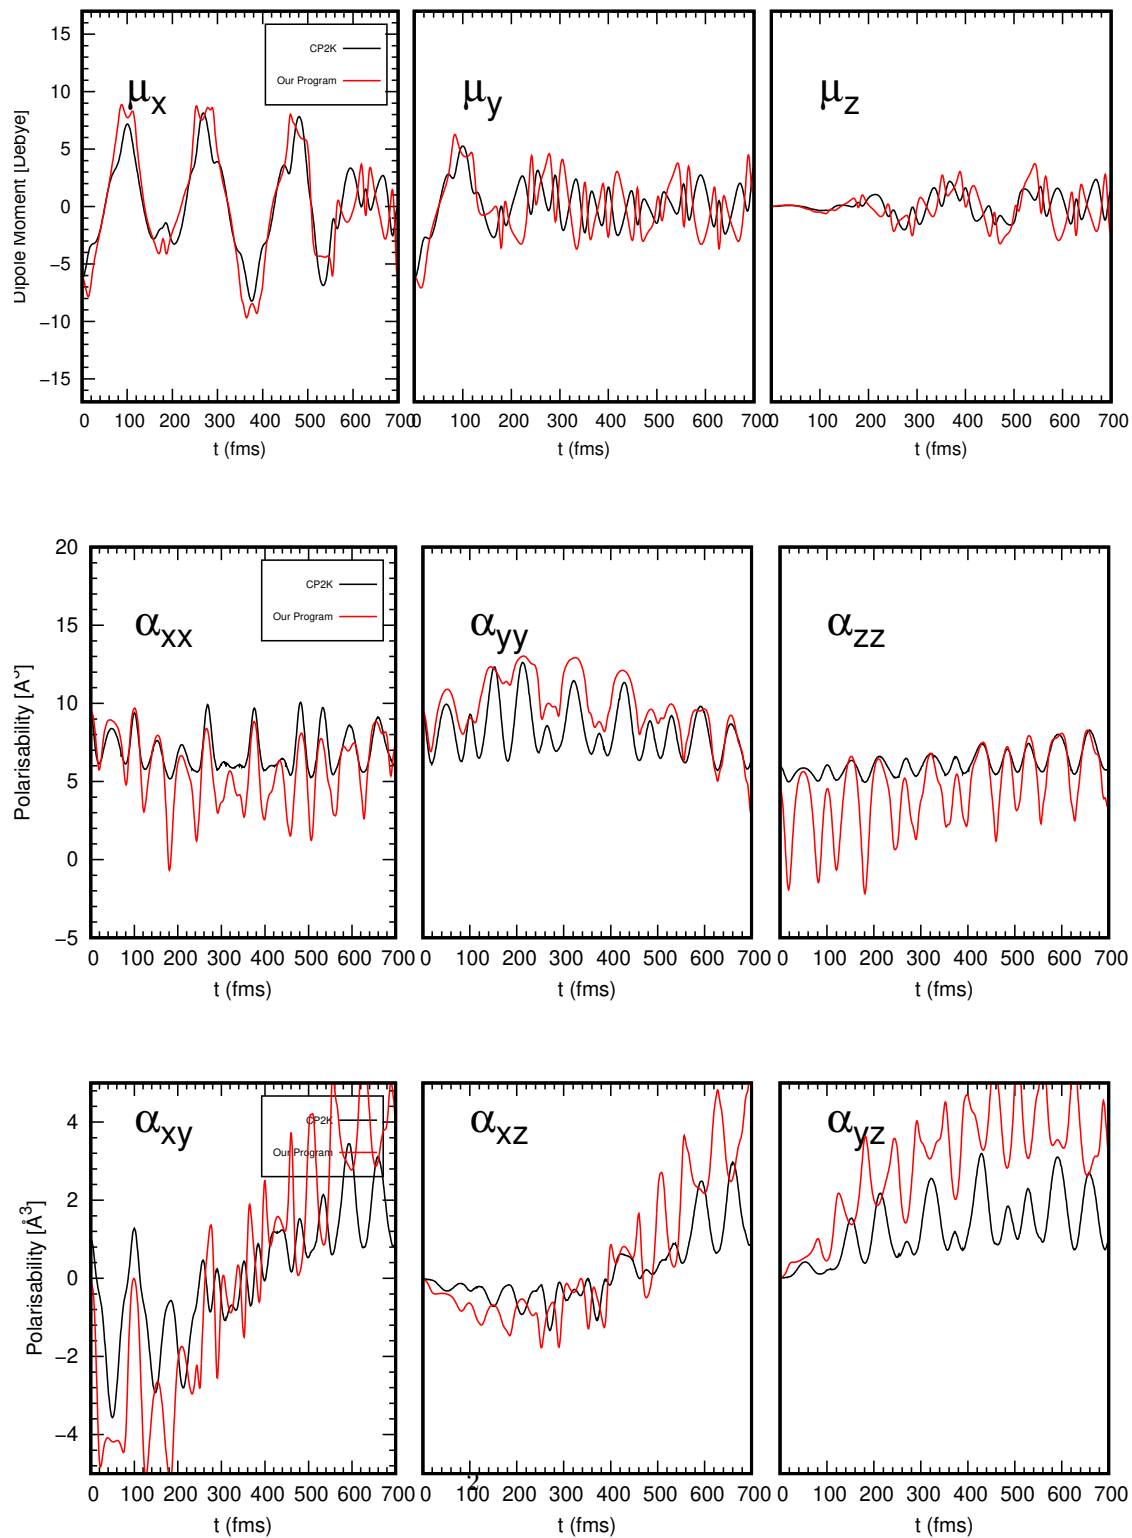 15
10
5
0
−5
−10
−15
Dipole Moment [Debye]
CP2K
Our Program
μx
μy
μz
0 100 200 300 400 500 600 700
0 100 200 300 400 500 600 700
0 100 200 300 400 500 600 700
t (fms)
t (fms)
t (fms)
20
15
10
5
0
−5
Polarisability [Å³]
CP2K
Our Program
αxx
αyy
αzz
0 100 200 300 400 500 600 700
0 100 200 300 400 500 600 700
0 100 200 300 400 500 600 700
t (fms)
t (fms)
t (fms)
4
2
0
−2
−4
Polarisability [Å³]
CP2K
Our Program
αxy
αxz
αyz
2
0 100 200 300 400 500 600 700
0 100 200 300 400 500 600 700
0 100 200 300 400 500 600 700
t (fms)
t (fms)
t (fms)